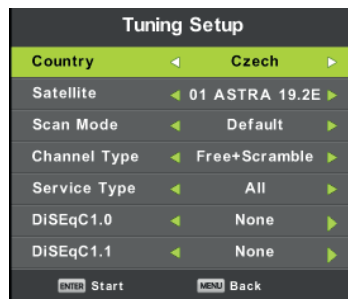 Tuning Setup
Country Czech
Satellite 01 ASTRA 19.2E
Scan Mode Default
Channel Type Free+Scramble
Service Type All
DiSEqC1.0 None
DiSEqC1.1 None
ENTER Start MENU Back